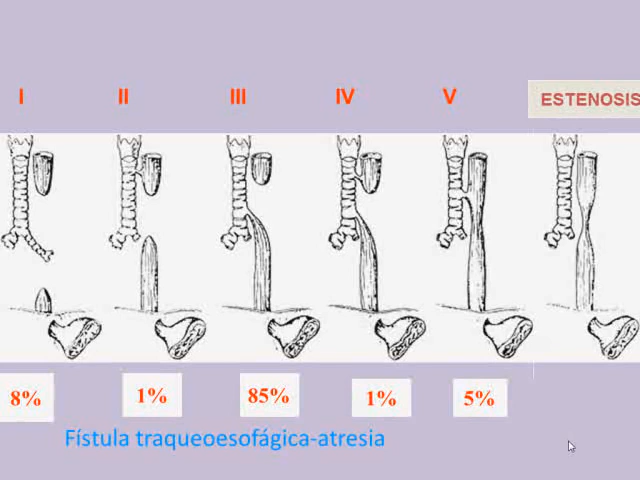 I II III IV V ESTENOSIS
8% 1% 85% 1% 5%
Fístula traqueoesofágica-atresia